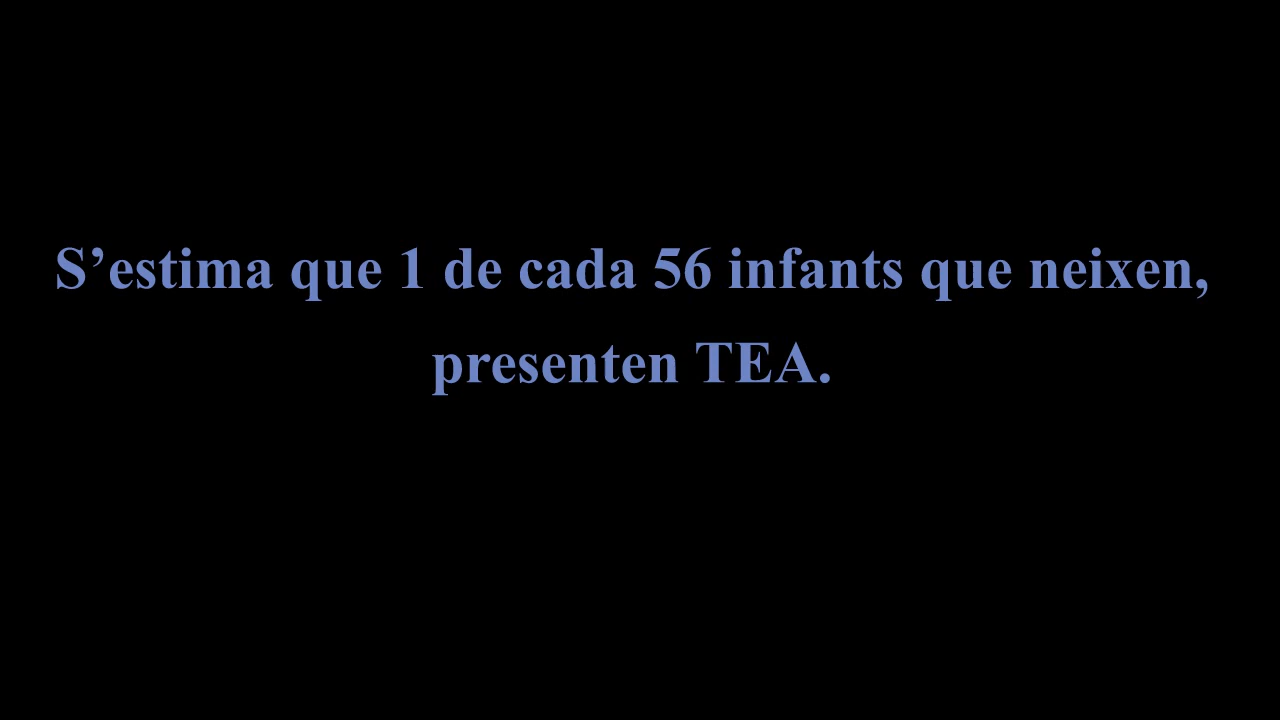 S’estima que 1 de cada 56 infants que neixen,
presenten TEA.